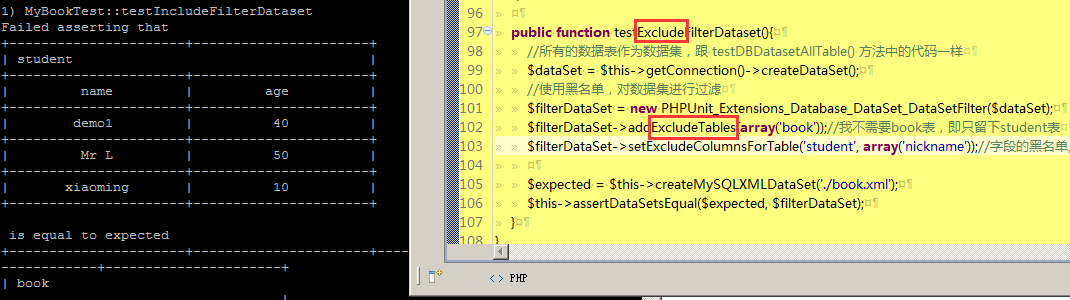 1) MyBookTest::testIncludeFilterDataset
Failed asserting that
student
name age
demo1 40
Mr L 50
xiaoming 10
is equal to expected
book
96
97 public function testExcludeFilterDataset(){
98 //所有的数据表作为数据集，跟 testDBDatasetAllTable() 方法中的代码一样
99 $dataSet = $this->getConnection()->createDataSet();
100 //使用黑名单，对数据集进行过滤
101 $filterDataSet = new PHPUnit_Extensions_Database_DataSet_DataSetFilter($dataSet);
102 $filterDataSet->addExcludeTables(array('book'));//我不需要book表，即只留下student表
103 $filterDataSet->setExcludeColumnsForTable('student', array('nickname'));//字段的黑名单,
104
105 $expected = $this->createMySQLXMLDataSet('./book.xml');
106 $this->assertDataSetsEqual($expected, $filterDataSet);
107 }
108 }
<> PHP